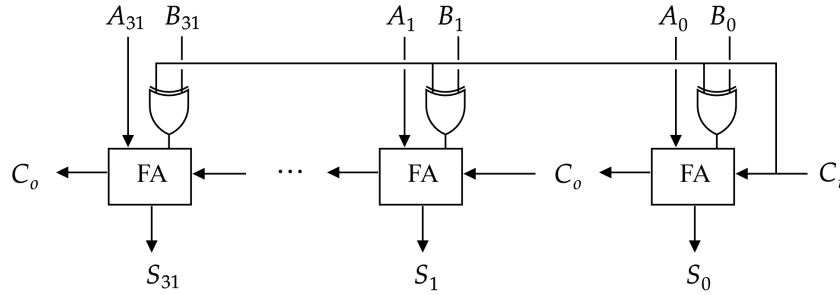 A₃₁ B₃₁ A₁ B₁ A₀ B₀
Cₒ FA ⋯ FA Cₒ FA
S₃₁ S₁ S₀